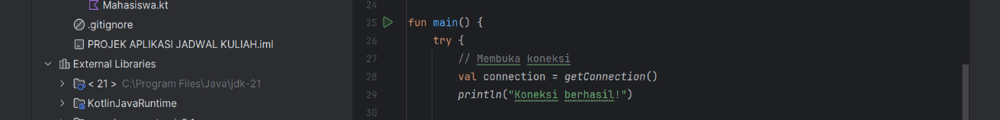 Mahasiswa.kt
.gitignore
PROJEK APLIKASI JADWAL KULIAH.iml
External Libraries
< 21 > C:\Program Files\Java\jdk-21
KotlinJavaRuntime
24
25 fun main() {
26 try {
27 // Membuka koneksi
28 val connection = getConnection()
29 println("Koneksi berhasil!")
30